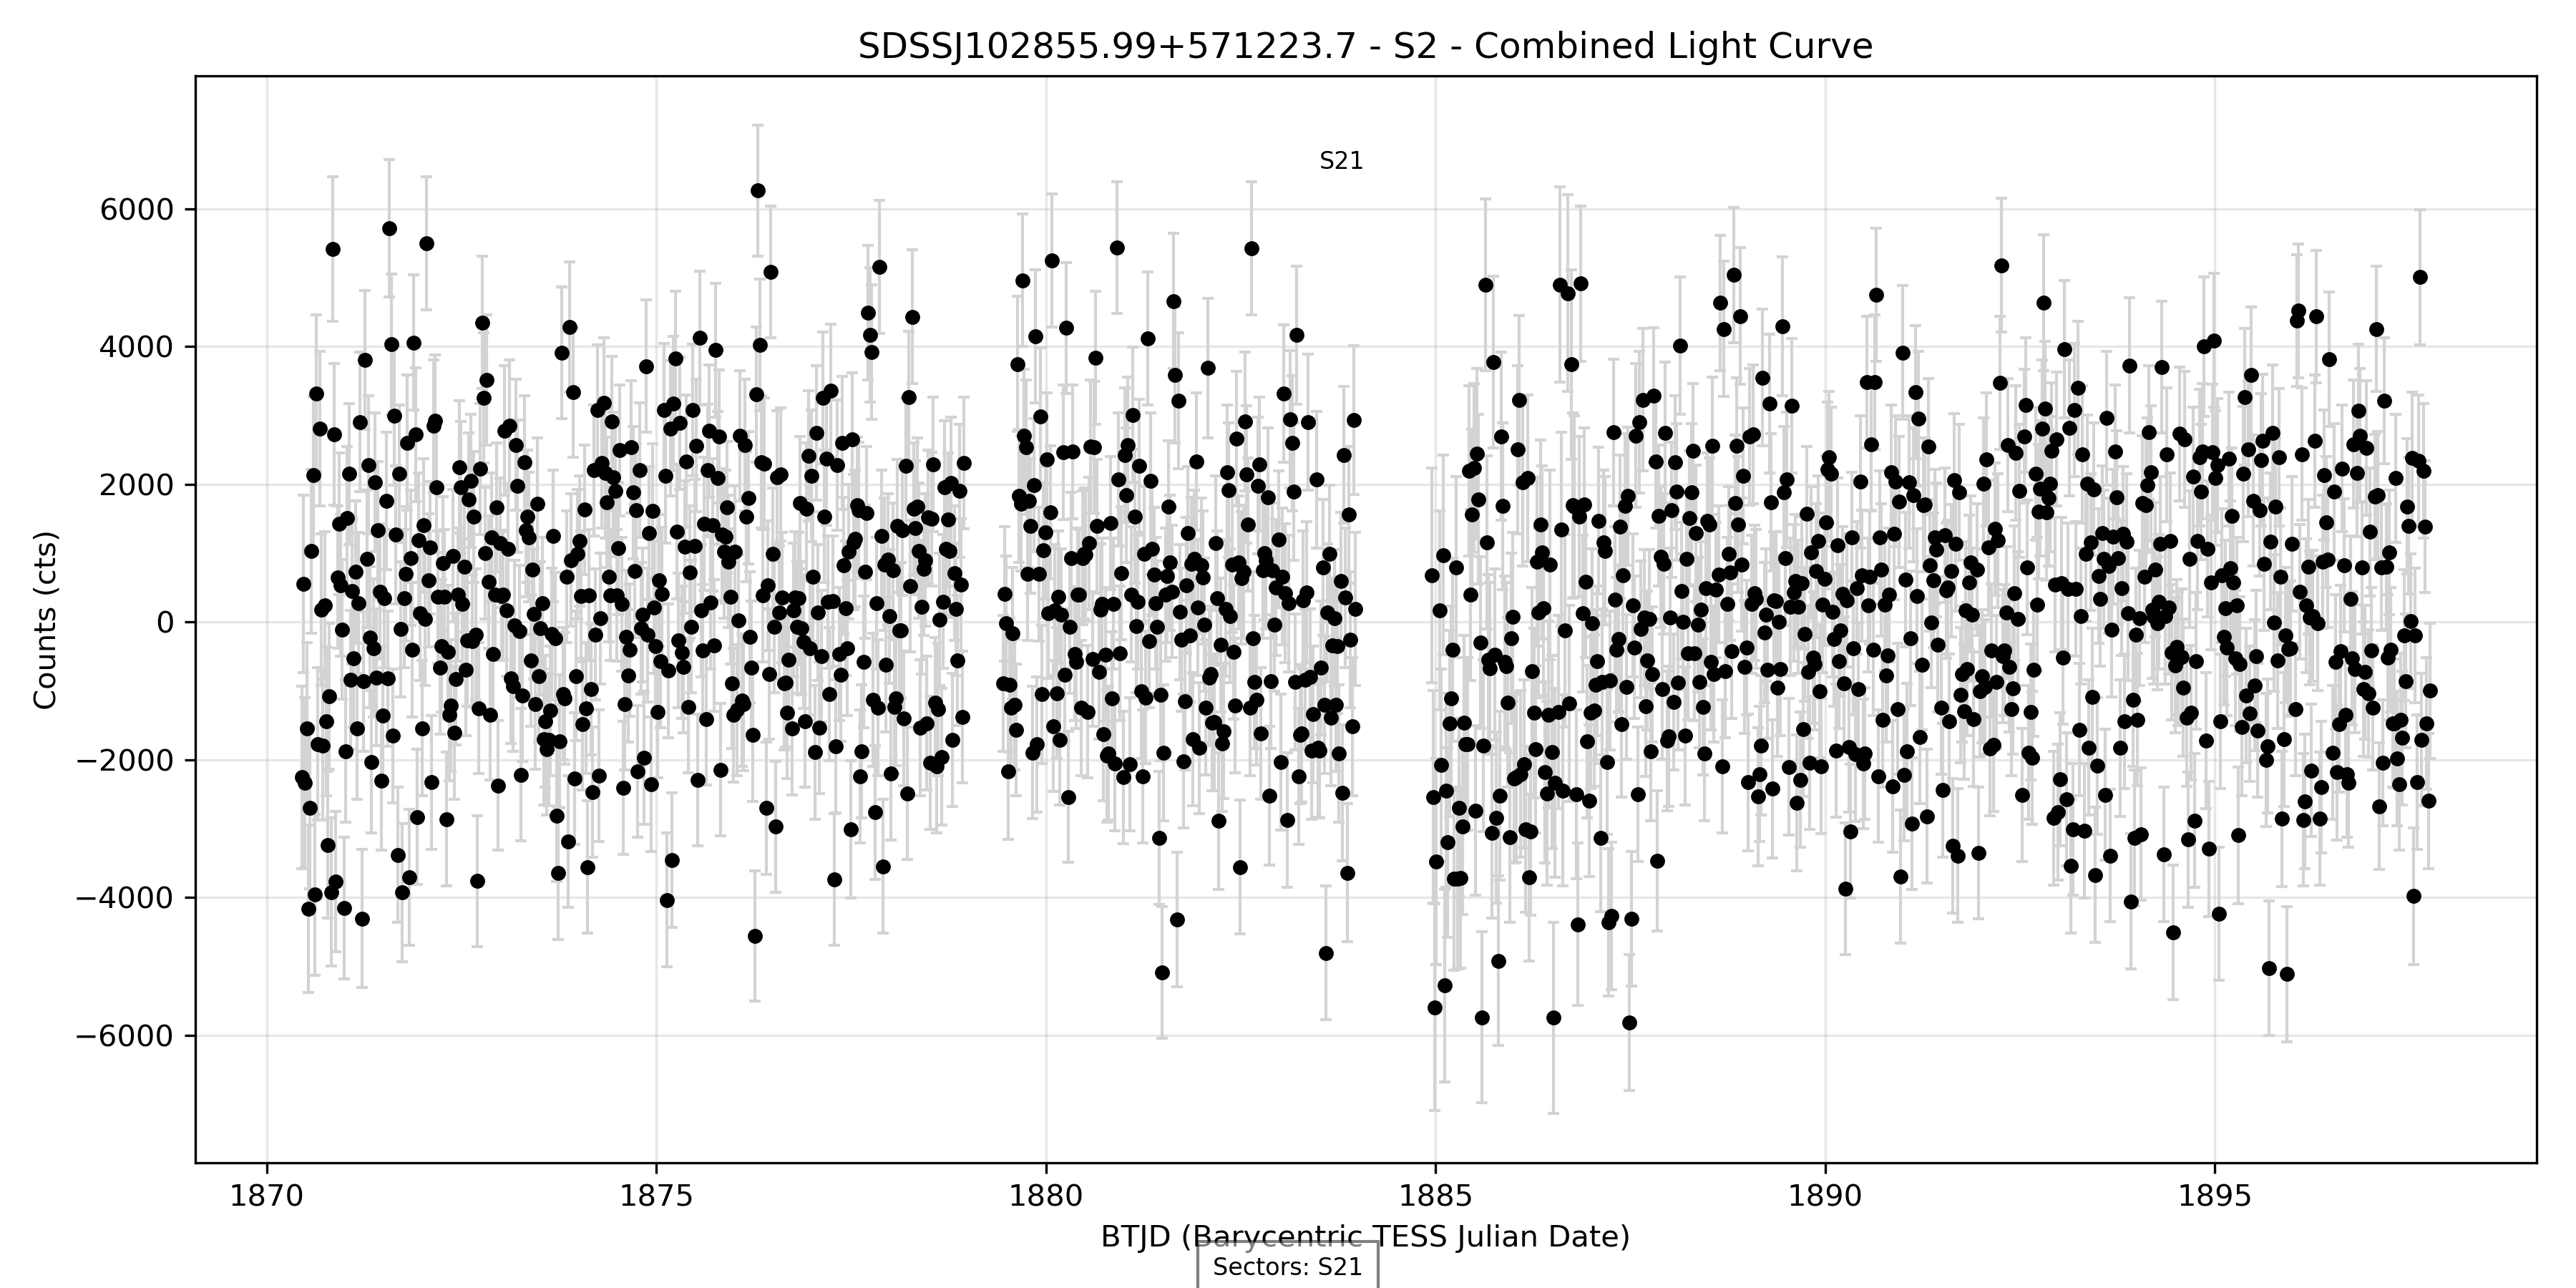 SDSSJ102855.99+571223.7 - S2 - Combined Light Curve
S21
6000
4000
2000
0
−2000
−4000
−6000
Counts (cts)
1870
1875
1880
1885
1890
1895
BTJD (Barycentric TESS Julian Date)
Sectors: S21